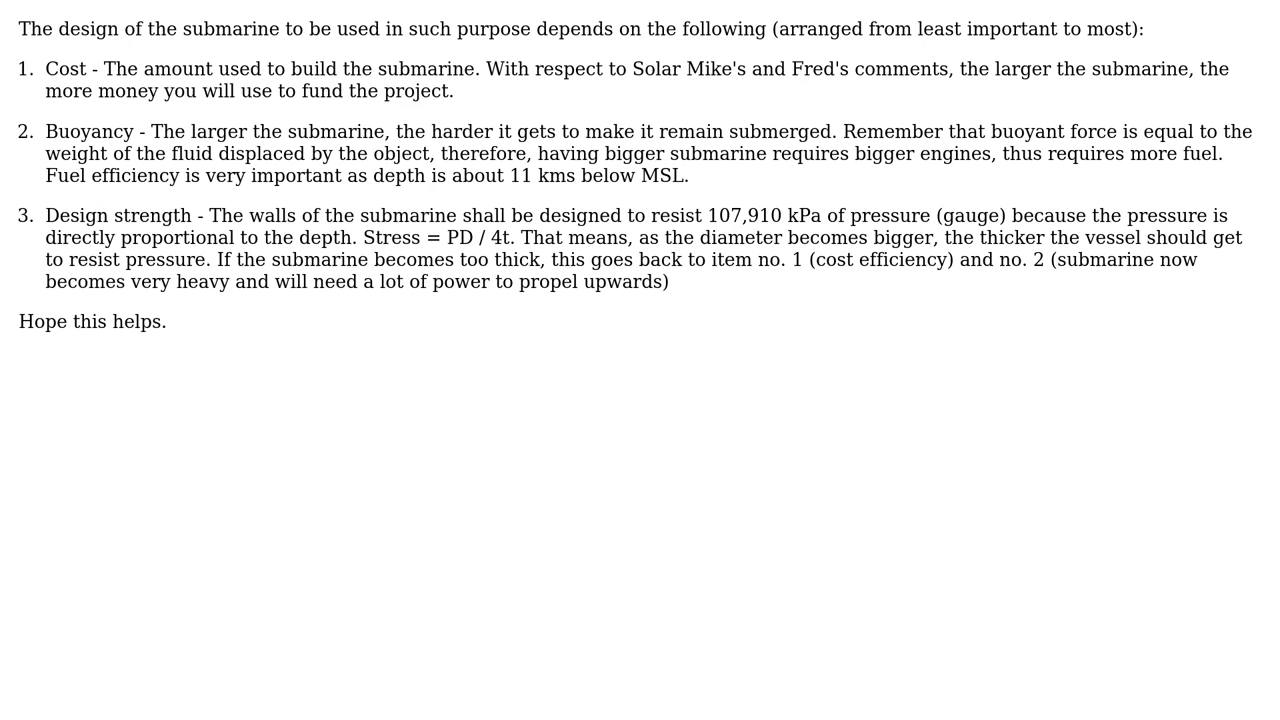 The design of the submarine to be used in such purpose depends on the following (arranged from least important to most):
1. Cost - The amount used to build the submarine. With respect to Solar Mike's and Fred's comments, the larger the submarine, the
more money you will use to fund the project.
2. Buoyancy - The larger the submarine, the harder it gets to make it remain submerged. Remember that buoyant force is equal to the
weight of the fluid displaced by the object, therefore, having bigger submarine requires bigger engines, thus requires more fuel.
Fuel efficiency is very important as depth is about 11 kms below MSL.
3. Design strength - The walls of the submarine shall be designed to resist 107,910 kPa of pressure (gauge) because the pressure is
directly proportional to the depth. Stress = PD / 4t. That means, as the diameter becomes bigger, the thicker the vessel should get
to resist pressure. If the submarine becomes too thick, this goes back to item no. 1 (cost efficiency) and no. 2 (submarine now
becomes very heavy and will need a lot of power to propel upwards)
Hope this helps.